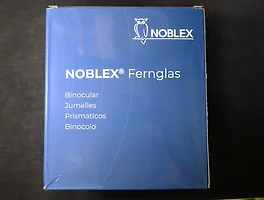 NOBLEX
NOBLEX® Fernglas
Binocular
Jumelles
Prismaticos
Binocolo